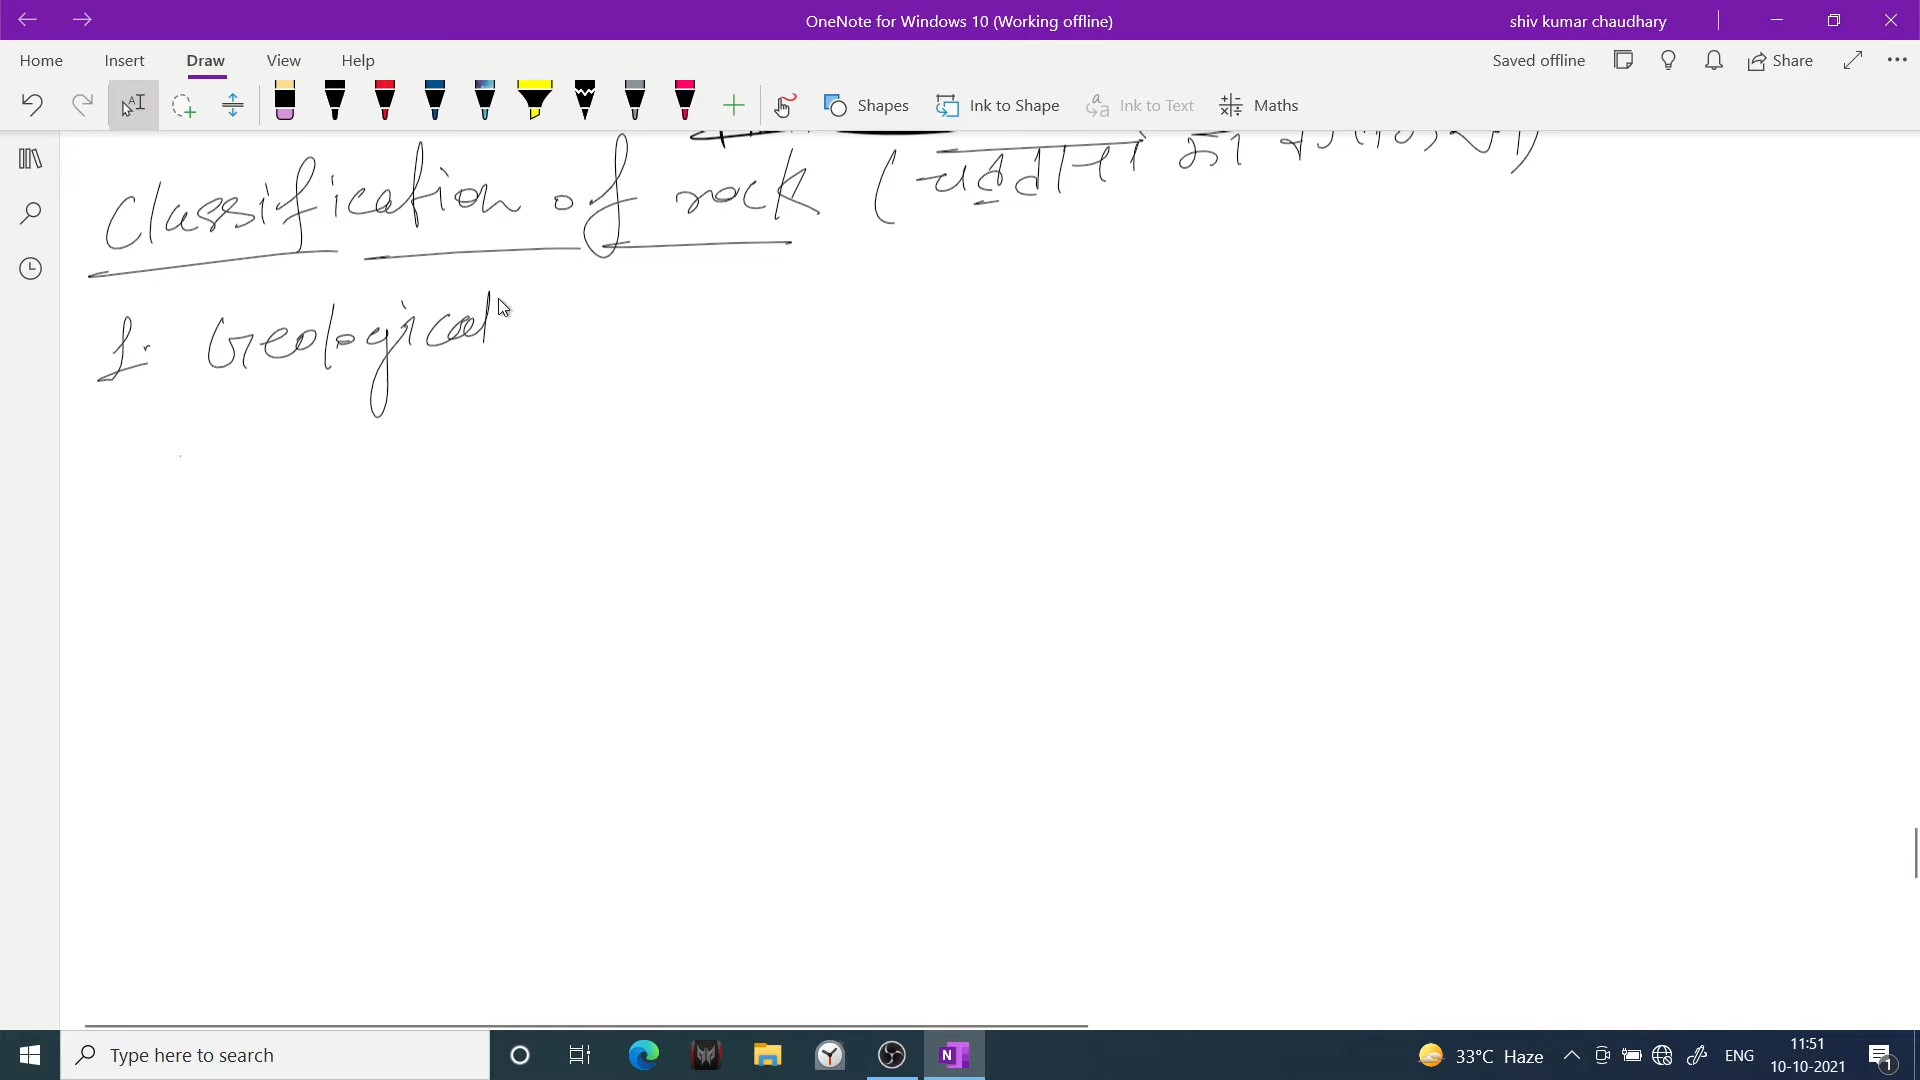 OneNote for Windows 10 (Working offline)
shiv kumar chaudhary
Home Insert Draw View Help
Saved offline Share
Shapes Ink to Shape Ink to Text Maths
Classification of rock (
1. Geological
Type here to search
33°C Haze ENG 11:51
10-10-2021
1